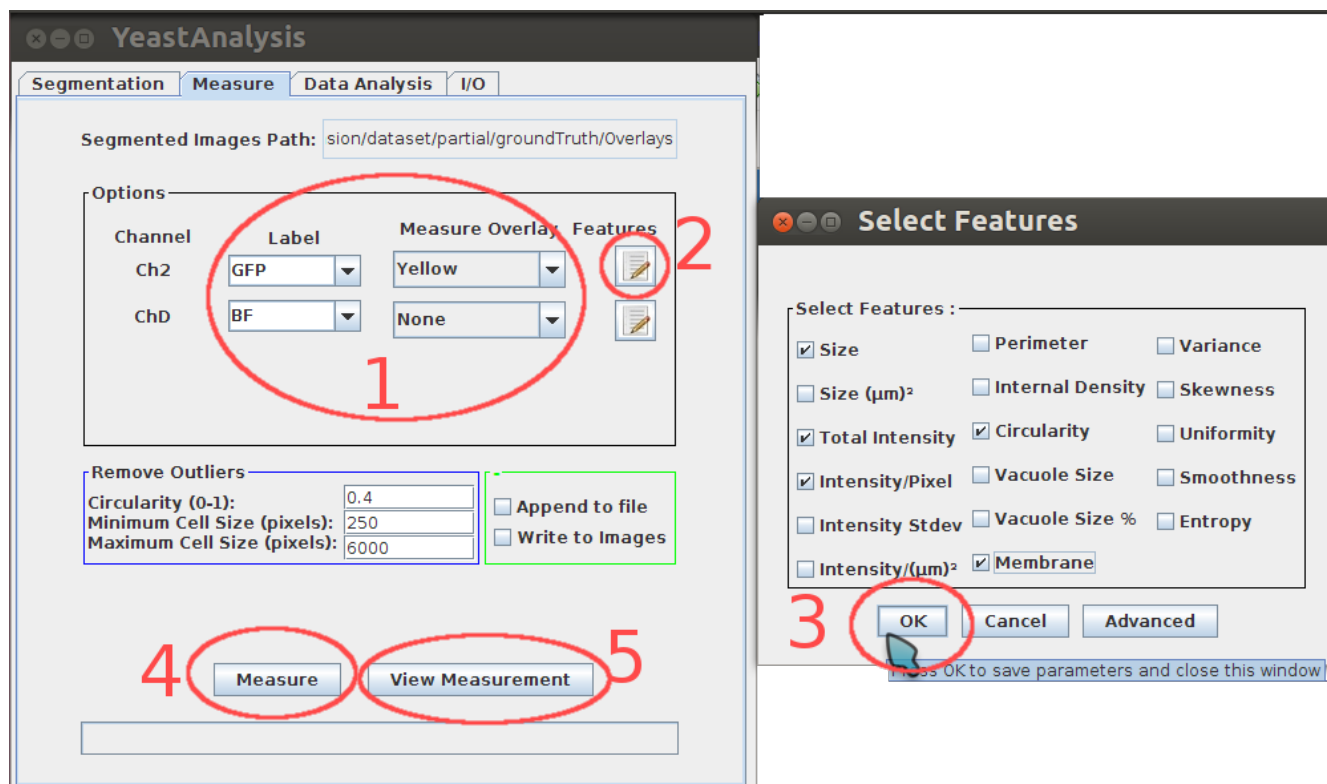 YeastAnalysis
Segmentation Measure Data Analysis I/O
Segmented Images Path: sion/dataset/partial/groundTruth/Overlays
Options
Channel Label Measure Overlay Features
Ch2 GFP Yellow 2
ChD BF None
1
Remove Outliers
Circularity (0-1): 0.4
Minimum Cell Size (pixels): 250
Maximum Cell Size (pixels): 6000
-
Append to file
Write to Images
4 Measure View Measurement 5
Select Features
Select Features :
Size Perimeter Variance
Size (μm)² Internal Density Skewness
Total Intensity Circularity Uniformity
Intensity/Pixel Vacuole Size Smoothness
Intensity Stdev Vacuole Size % Entropy
Intensity/(μm)² Membrane
3 OK Cancel Advanced
OK to save parameters and close this window